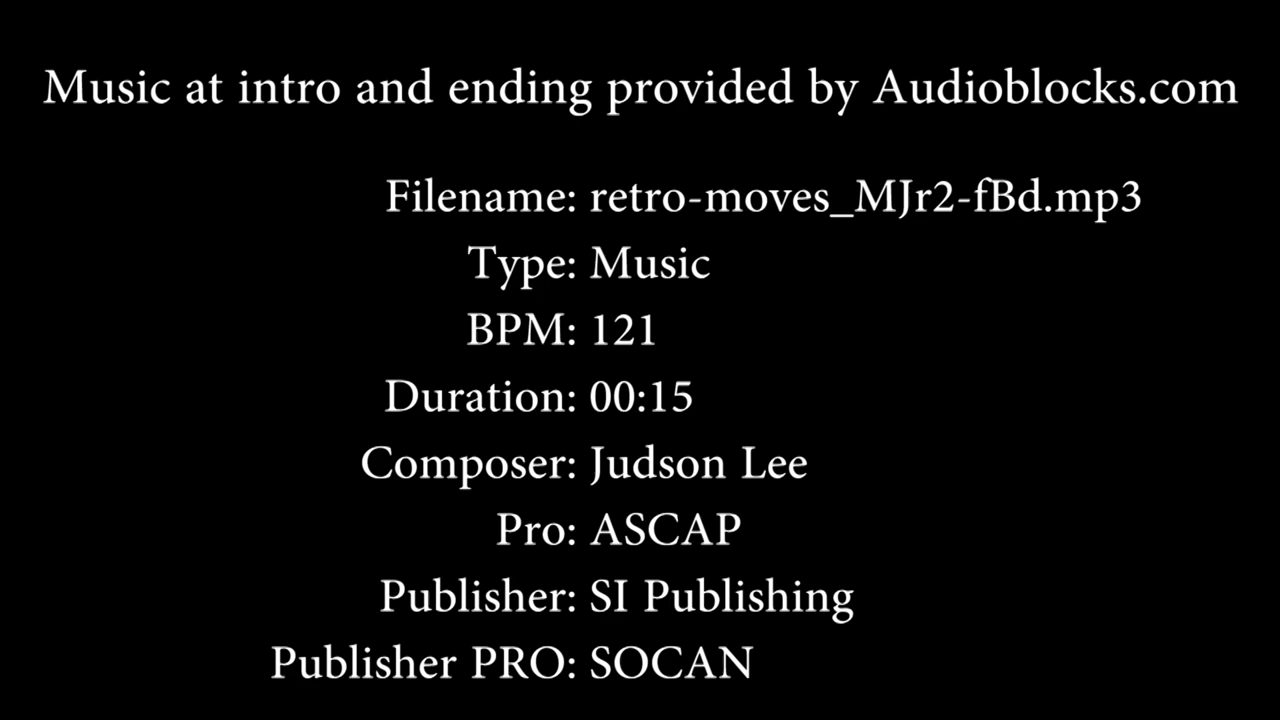 Music at intro and ending provided by Audioblocks.com
Filename: retro-moves_MJr2-fBd.mp3
Type: Music
BPM: 121
Duration: 00:15
Composer: Judson Lee
Pro: ASCAP
Publisher: SI Publishing
Publisher PRO: SOCAN